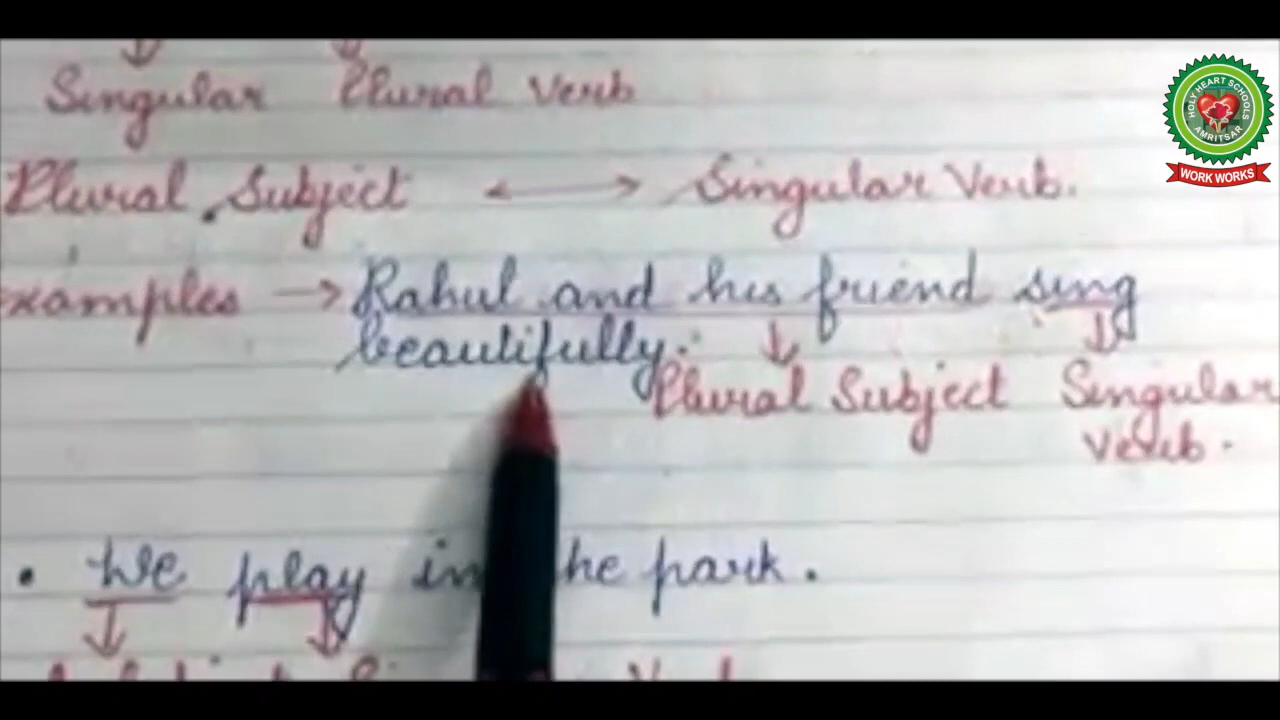 Singular Plural Verb
Plural Subject ←→ Singular Verb.
Examples → Rahul and his friend sing
beautifully.
Plural Subject Singular
Verb.
• We play in the park.
HOLY HEART SCHOOLS
AMRITSAR
WORK WORKS